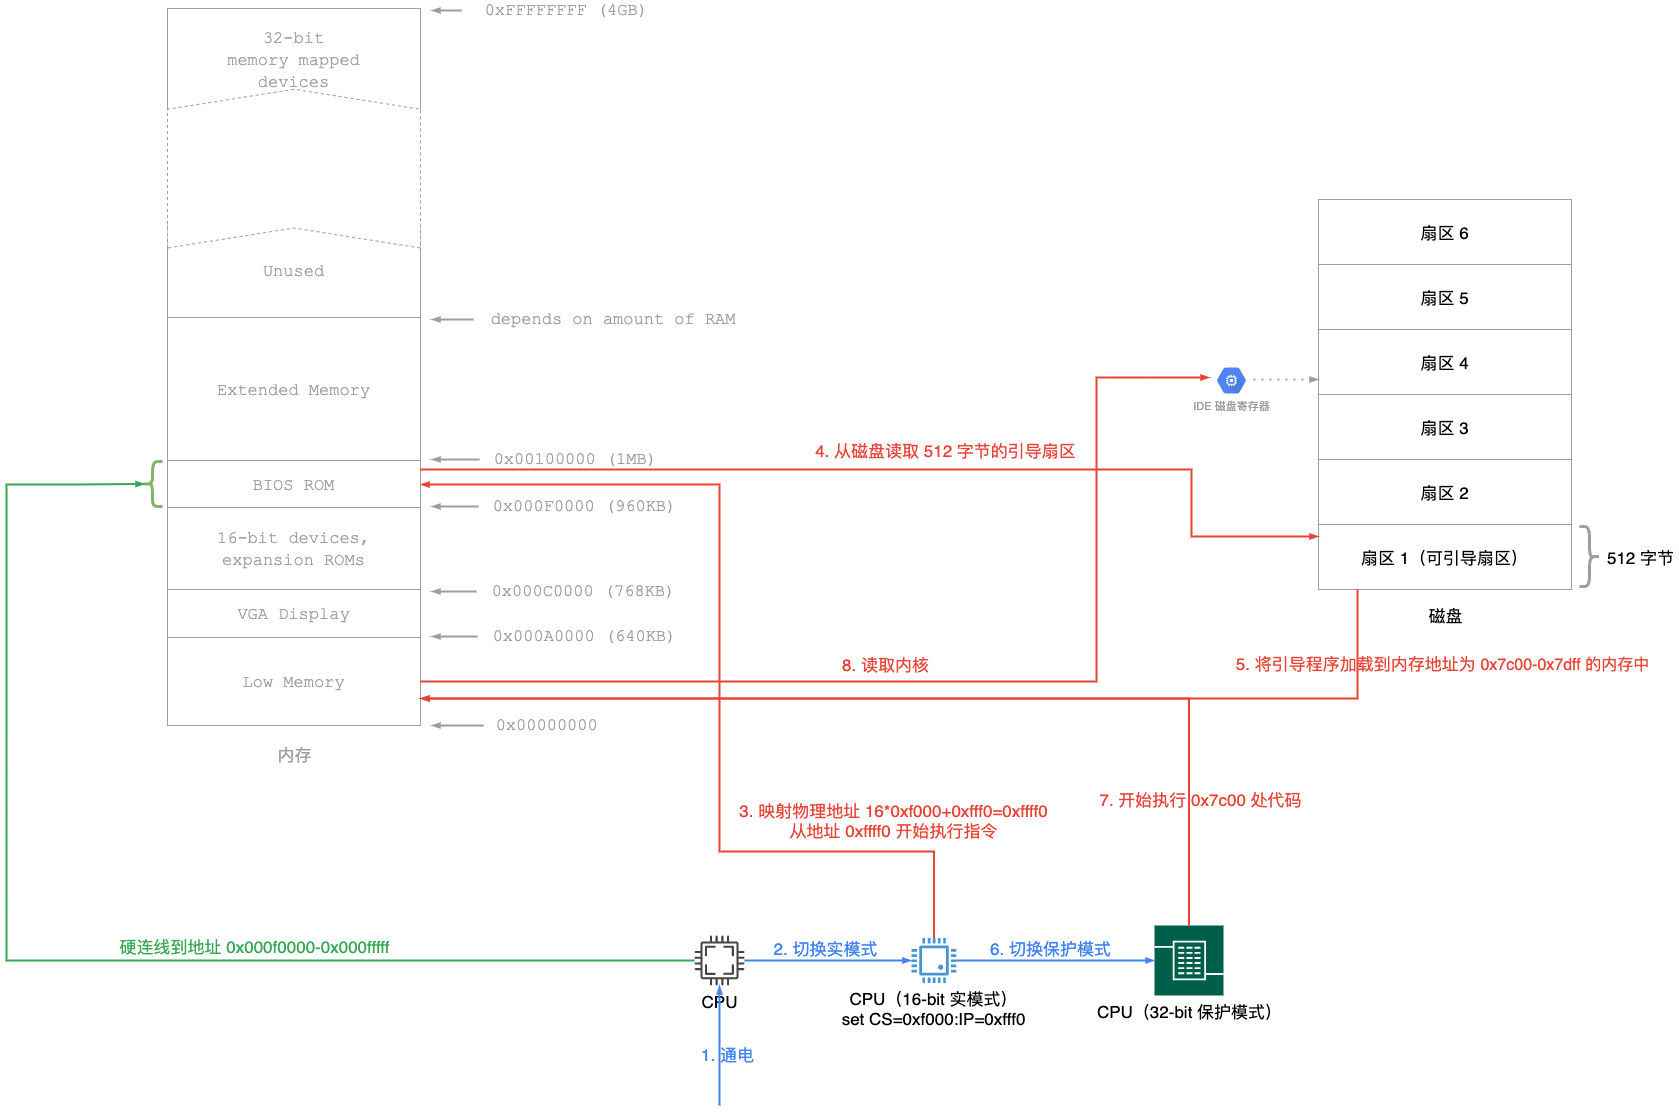 0xFFFFFFFF (4GB)
32-bit
memory mapped
devices
Unused
depends on amount of RAM
Extended Memory
0x00100000 (1MB)
BIOS ROM
0x000F0000 (960KB)
16-bit devices,
expansion ROMs
0x000C0000 (768KB)
VGA Display
0x000A0000 (640KB)
Low Memory
0x00000000
内存
扇区 6
扇区 5
扇区 4
扇区 3
扇区 2
扇区 1（可引导扇区）
512 字节
磁盘
IDE 磁盘寄存器
4. 从磁盘读取 512 字节的引导扇区
8. 读取内核
5. 将引导程序加载到内存地址为 0x7c00-0x7dff 的内存中
3. 映射物理地址 16*0xf000+0xfff0=0xffff0
从地址 0xffff0 开始执行指令
7. 开始执行 0x7c00 处代码
硬连线到地址 0x000f0000-0x000fffff
2. 切换实模式
6. 切换保护模式
CPU
CPU（16-bit 实模式）
set CS=0xf000:IP=0xfff0
CPU（32-bit 保护模式）
1. 通电